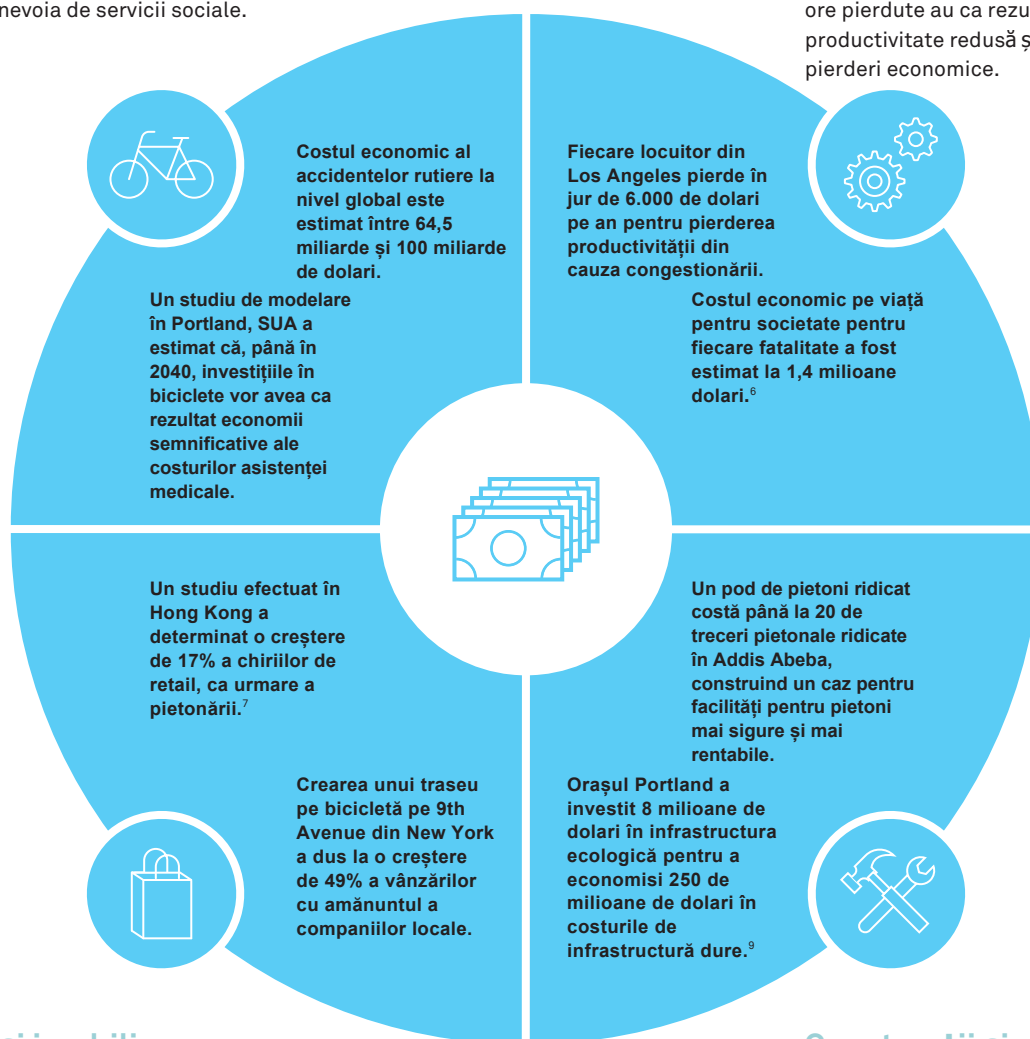 nevoia de servicii sociale.
ore pierdute au ca
productivitate redusă
pierderi economice.
Costul economic al
accidentelor rutiere la
nivel global este
estimat între 64,5
miliarde și 100 miliarde
de dolari.
Un studiu de modelare
în Portland, SUA a
estimat că, până în
2040, investițiile în
biciclete vor avea ca
rezultat economii
semnificative ale
costurilor asistenței
medicale.
Fiecare locuitor din
Los Angeles pierde în
jur de 6.000 de dolari
pe an pentru pierderea
productivității din
cauza congestionării.
Costul economic pe viață
pentru societate pentru
fiecare fatalitate a fost
estimat la 1,4 milioane
dolari.⁶
Un studiu efectuat în
Hong Kong a
determinat o creștere
de 17% a chiriilor de
retail, ca urmare a
pietonării.⁷
Crearea unui traseu
pe bicicletă pe 9th
Avenue din New York
a dus la o creștere
de 49% a vânzărilor
cu amănuntul a
companiilor locale.
Un pod de pietoni ridicat
costă până la 20 de
treceri pietonale ridicate
în Addis Abeba,
construind un caz pentru
facilități pentru pietoni
mai sigure și mai
rentabile.
Orașul Portland a
investit 8 milioane de
dolari în infrastructura
ecologică pentru a
economisi 250 de
milioane de dolari în
costurile de
infrastructură dure.⁹